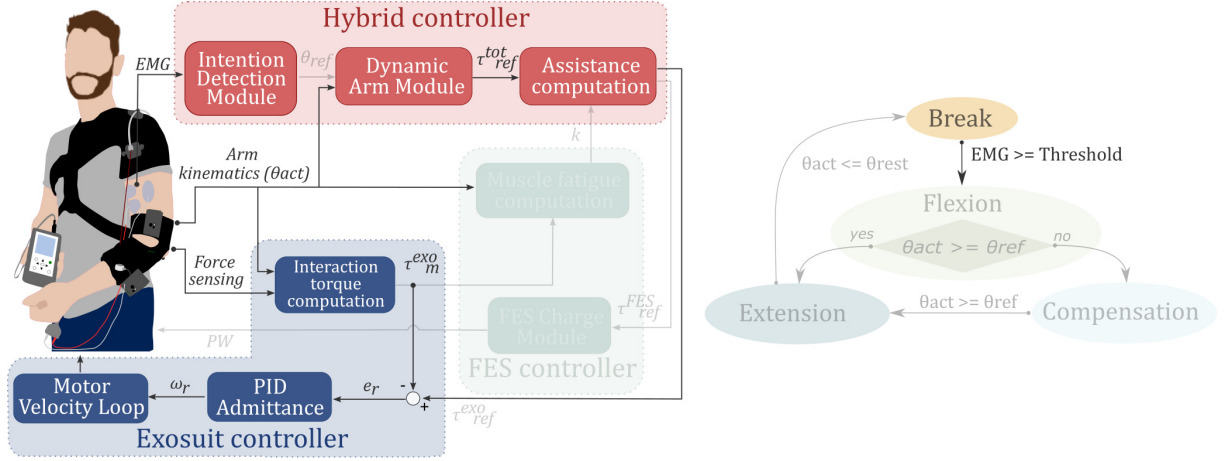 Hybrid controller
EMG
Intention
Detection
Module
θref
Dynamic
Arm Module
τ^tot_ref
Assistance
computation
k
Arm
kinematics (θact)
Muscle fatigue
computation
Force
sensing
Interaction
torque
computation
τ^exo_m
PW
FES Charge
Module
τ^FES_ref
FES controller
Motor
Velocity Loop
ωr
PID
Admittance
er
-
+
τ^exo_ref
Exosuit controller
Break
θact <= θrest
EMG >= Threshold
Flexion
yes
θact >= θref
no
Extension
θact >= θref
Compensation